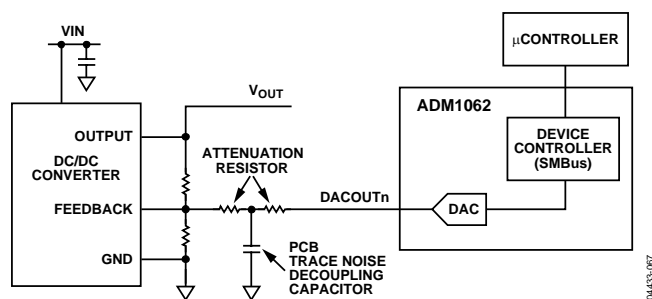 VIN
μCONTROLLER
VOUT
ADM1062
OUTPUT
DC/DC
CONVERTER
ATTENUATION
RESISTOR
DEVICE
CONTROLLER
(SMBus)
FEEDBACK
DACOUTn
DAC
GND
PCB
TRACE NOISE
DECOUPLING
CAPACITOR
04433-067